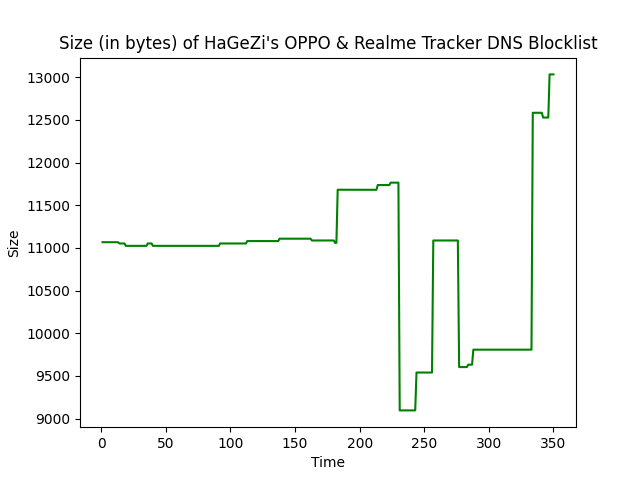 Size (in bytes) of HaGeZi's OPPO & Realme Tracker DNS Blocklist
13000
12500
12000
11500
11000
10500
10000
9500
9000
Size
0 50 100 150 200 250 300 350
Time